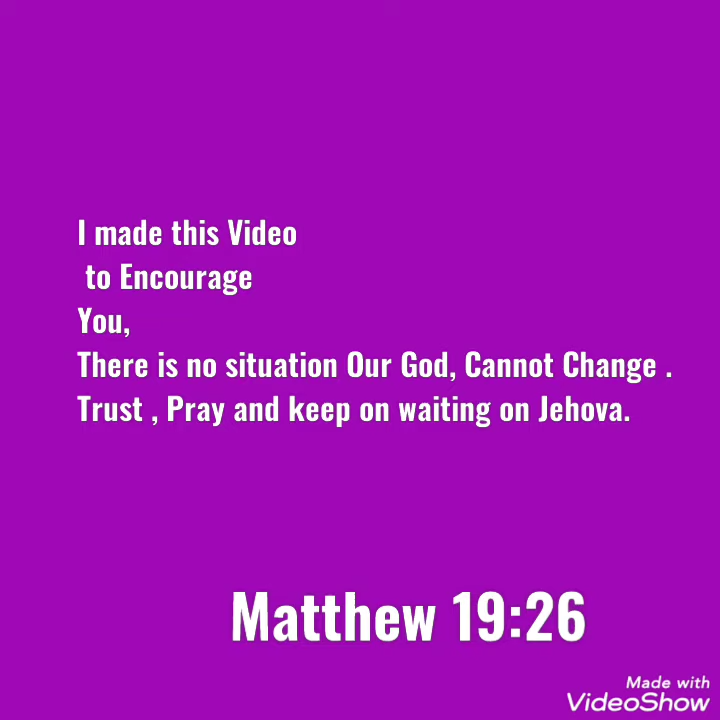 I made this Video
to Encourage
You,
There is no situation Our God, Cannot Change .
Trust , Pray and keep on waiting on Jehova.
Matthew 19:26
Made with
VideoShow